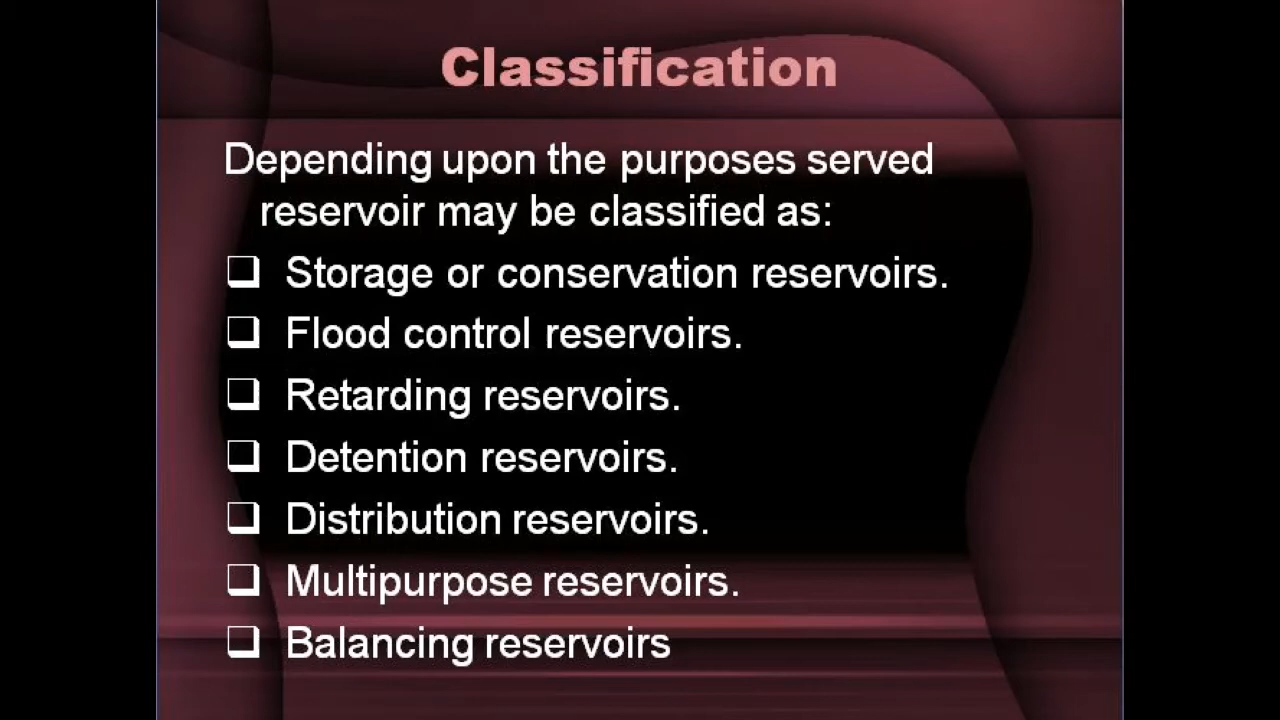 Classification
Depending upon the purposes served
reservoir may be classified as:
❑ Storage or conservation reservoirs.
❑ Flood control reservoirs.
❑ Retarding reservoirs.
❑ Detention reservoirs.
❑ Distribution reservoirs.
❑ Multipurpose reservoirs.
❑ Balancing reservoirs